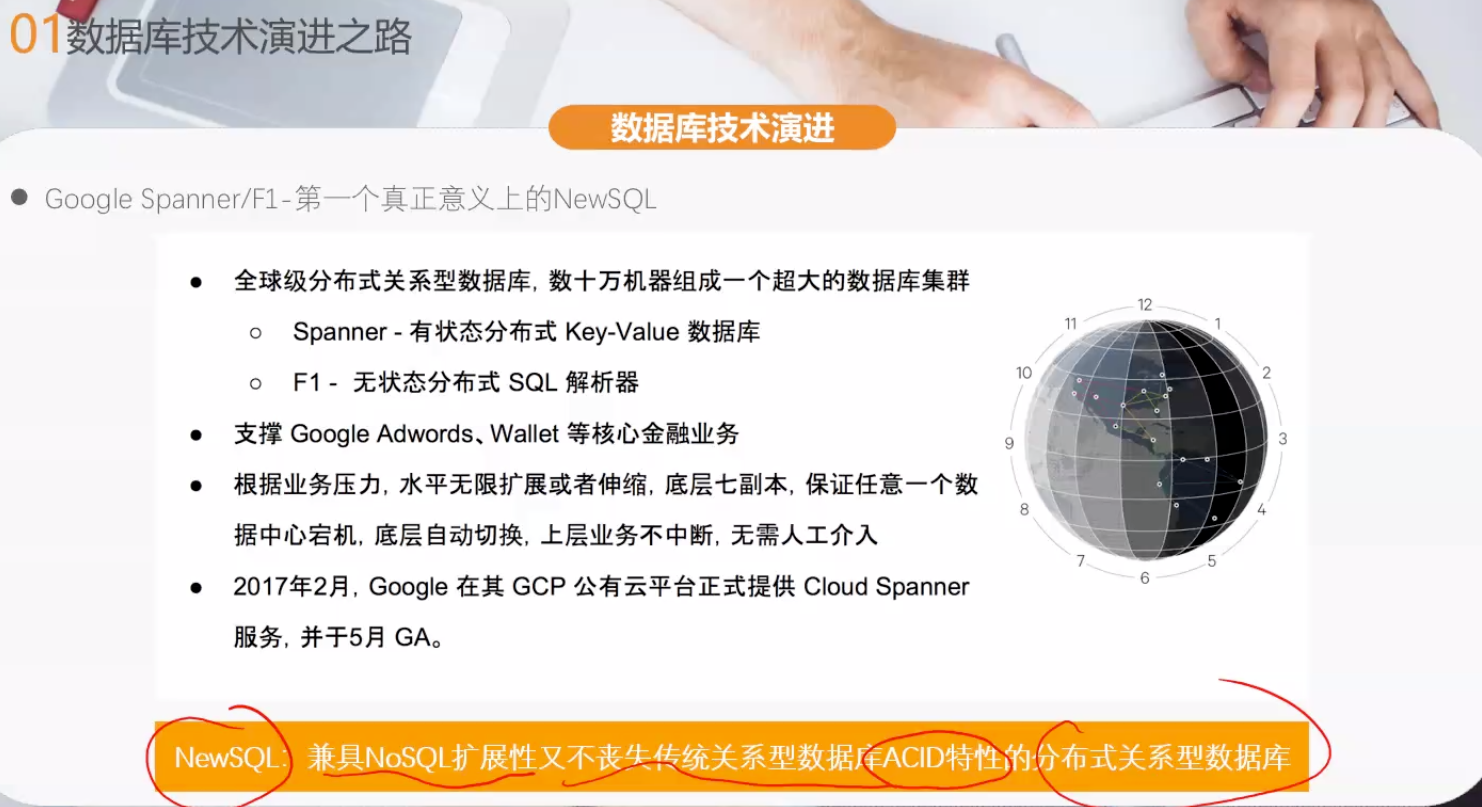 01数据库技术演进之路
数据库技术演进
● Google Spanner/F1-第一个真正意义上的NewSQL
● 全球级分布式关系型数据库, 数十万机器组成一个超大的数据库集群
○ Spanner - 有状态分布式 Key-Value 数据库
○ F1 - 无状态分布式 SQL 解析器
● 支撑 Google Adwords、Wallet 等核心金融业务
● 根据业务压力, 水平无限扩展或者伸缩, 底层七副本, 保证任意一个数
据中心宕机, 底层自动切换, 上层业务不中断, 无需人工介入
● 2017年2月, Google 在其 GCP 公有云平台正式提供 Cloud Spanner
服务, 并于5月 GA。
12
11
1
10
2
9
3
8
4
7
5
6
NewSQL：兼具NoSQL扩展性又不丧失传统关系型数据库ACID特性的分布式关系型数据库